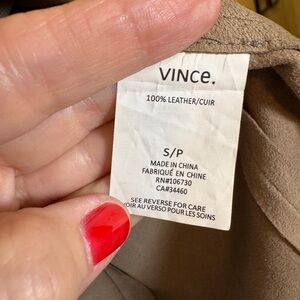 VINCE.
100% LEATHER/CUIR
S/P
MADE IN CHINA
FABRIQUÉ EN CHINE
RN#106730
CA#34460
SEE REVERSE FOR CARE
VOIR AU VERSO POUR LES SOINS